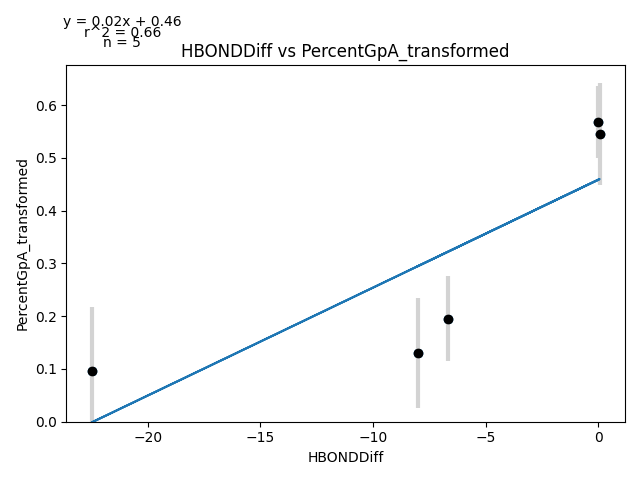 y = 0.02x + 0.46
r^2 = 0.66
n = 5
HBONDDiff vs PercentGpA_transformed
PercentGpA_transformed
0.6
0.5
0.4
0.3
0.2
0.1
0.0
−20
−15
−10
−5
0
HBONDDiff